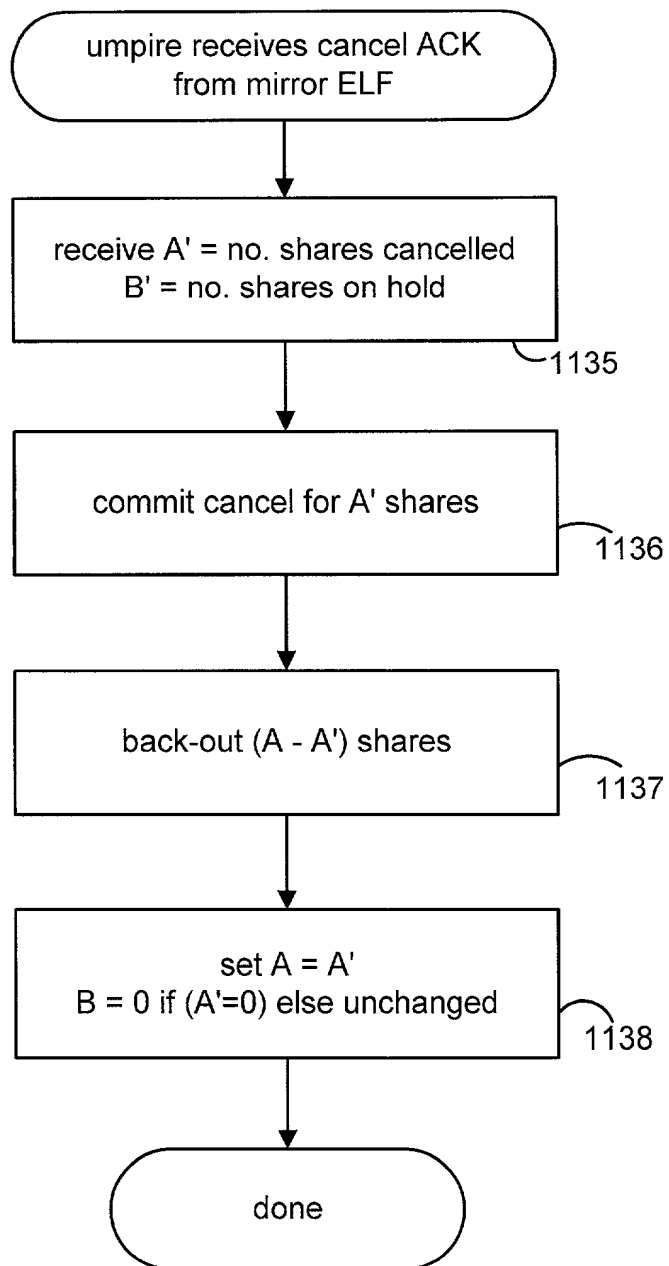 umpire receives cancel ACK
from mirror ELF
receive A' = no. shares cancelled
B' = no. shares on hold
1135
commit cancel for A' shares
1136
back-out (A - A') shares
1137
set A = A'
B = 0 if (A'=0) else unchanged
1138
done